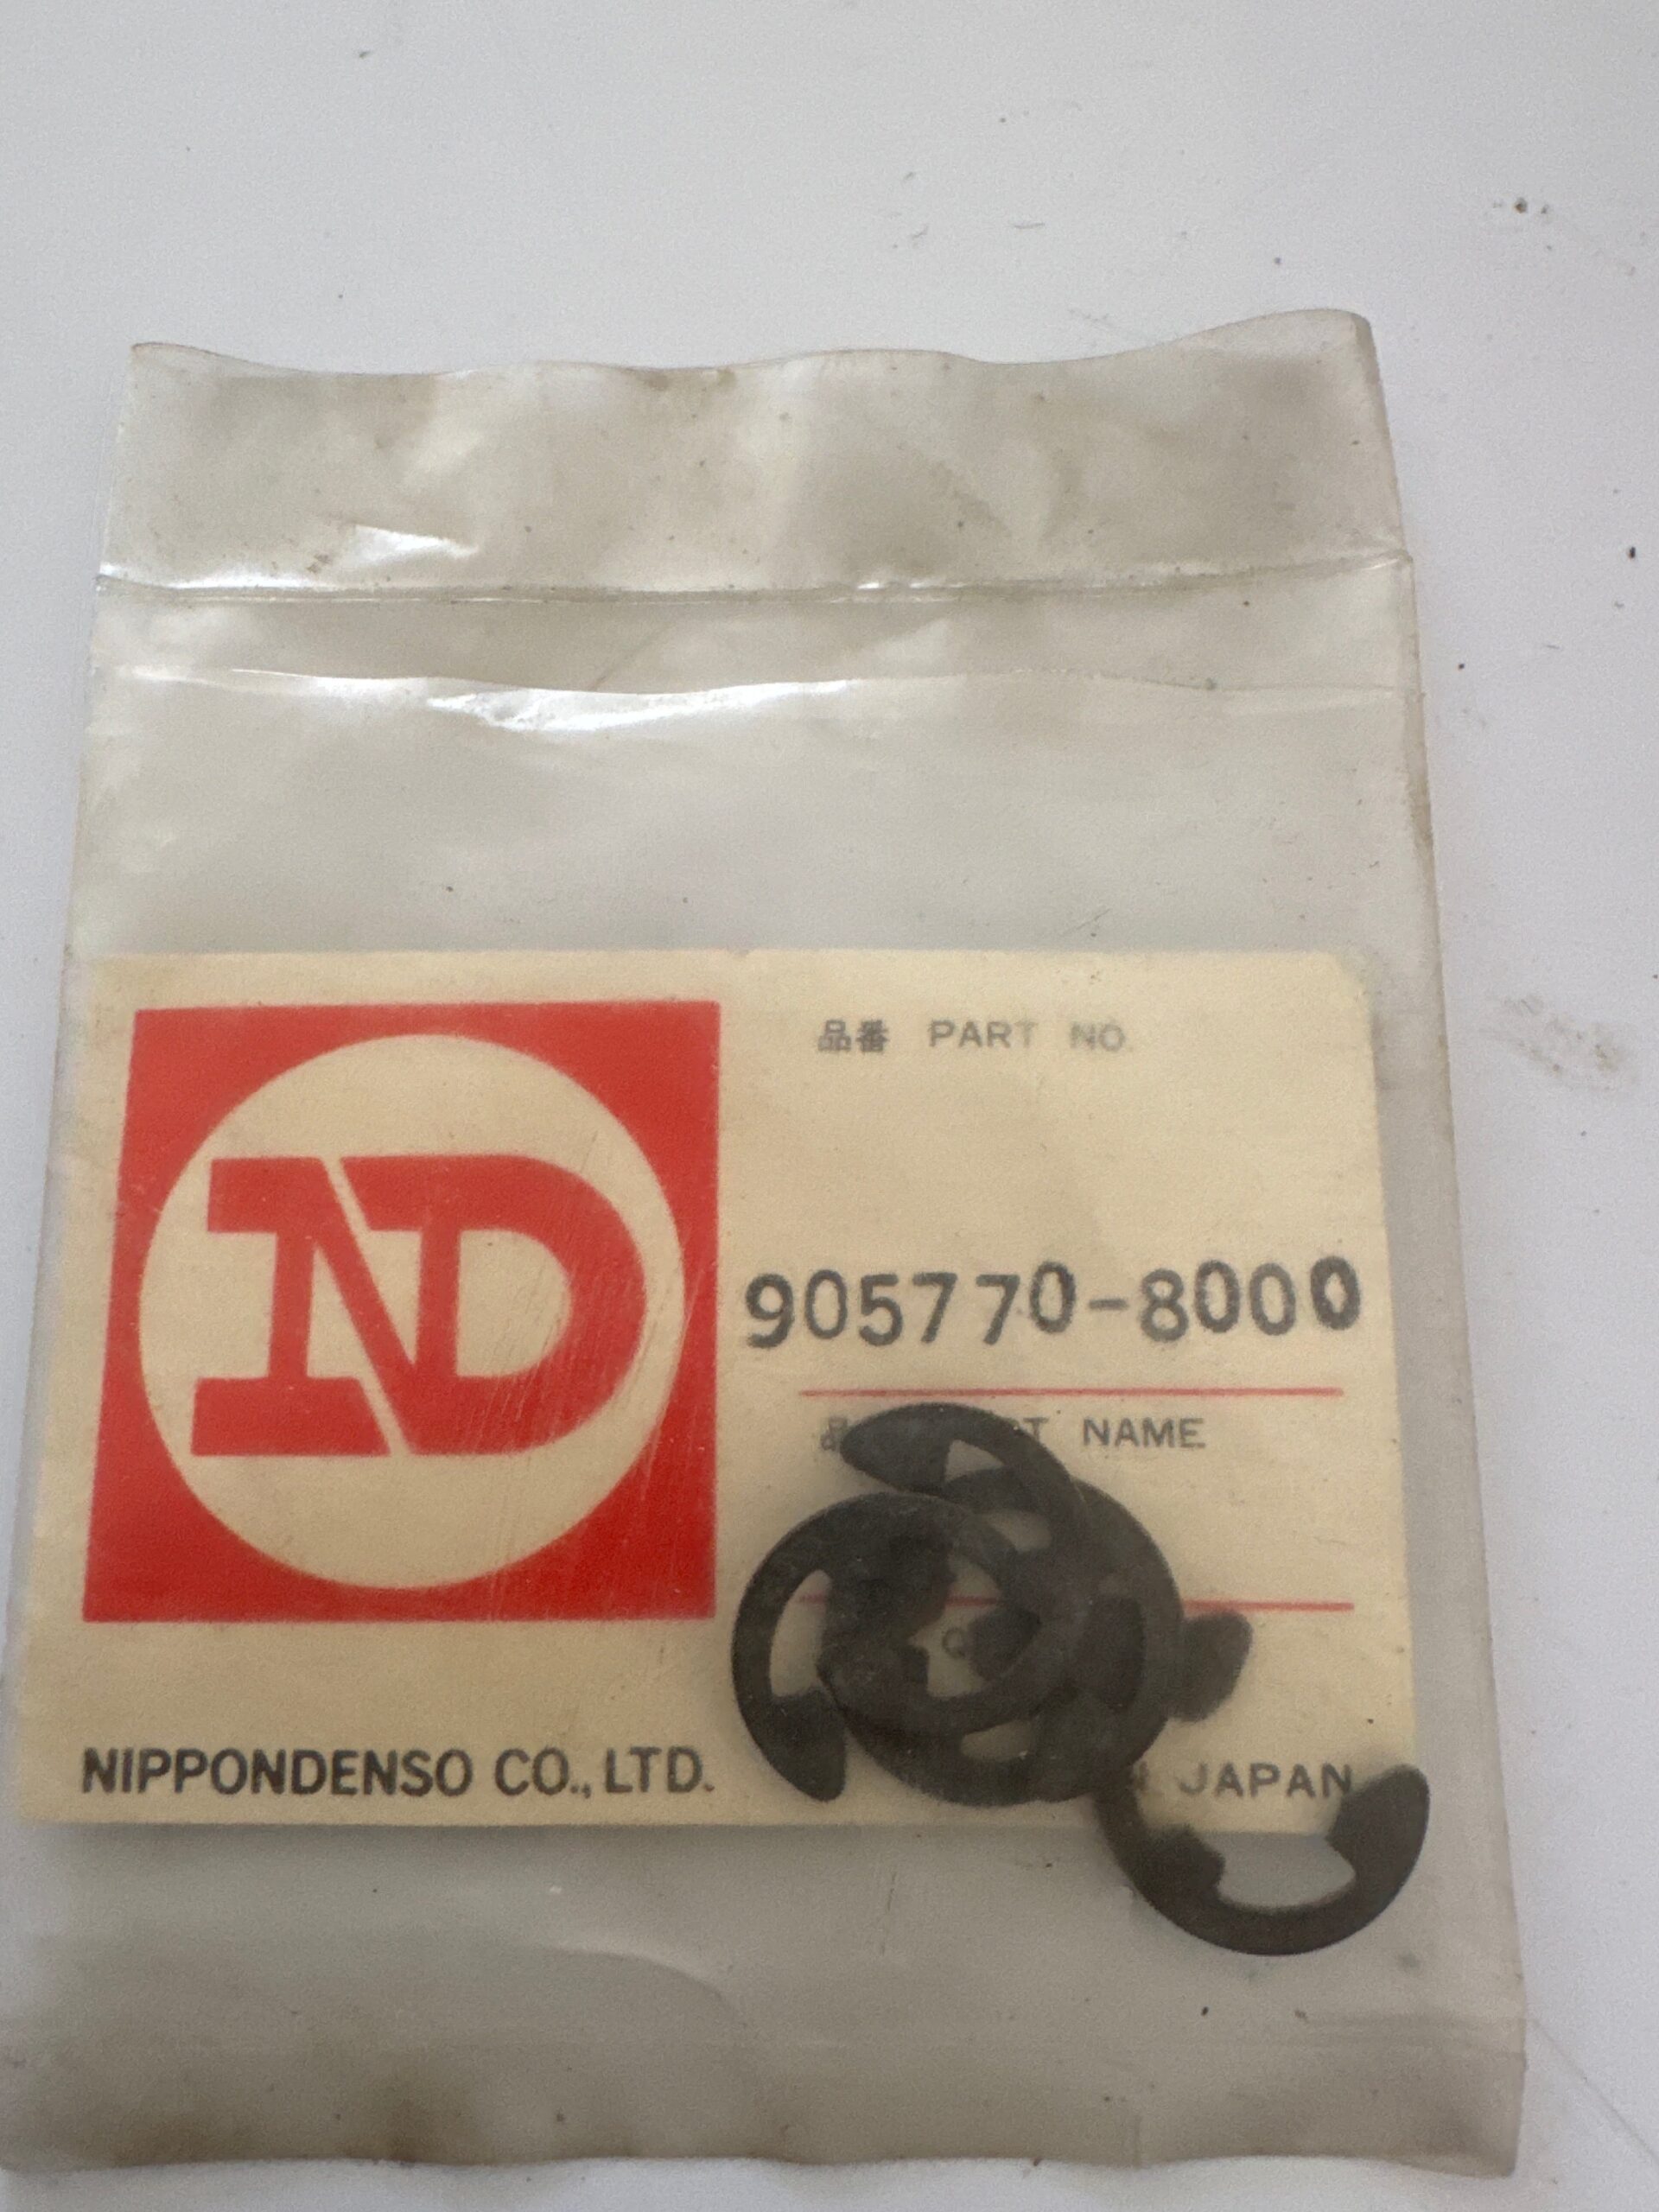 ND
品番 PART NO.
905770-8000
NAME
NIPPONDENSO CO., LTD.
JAPAN